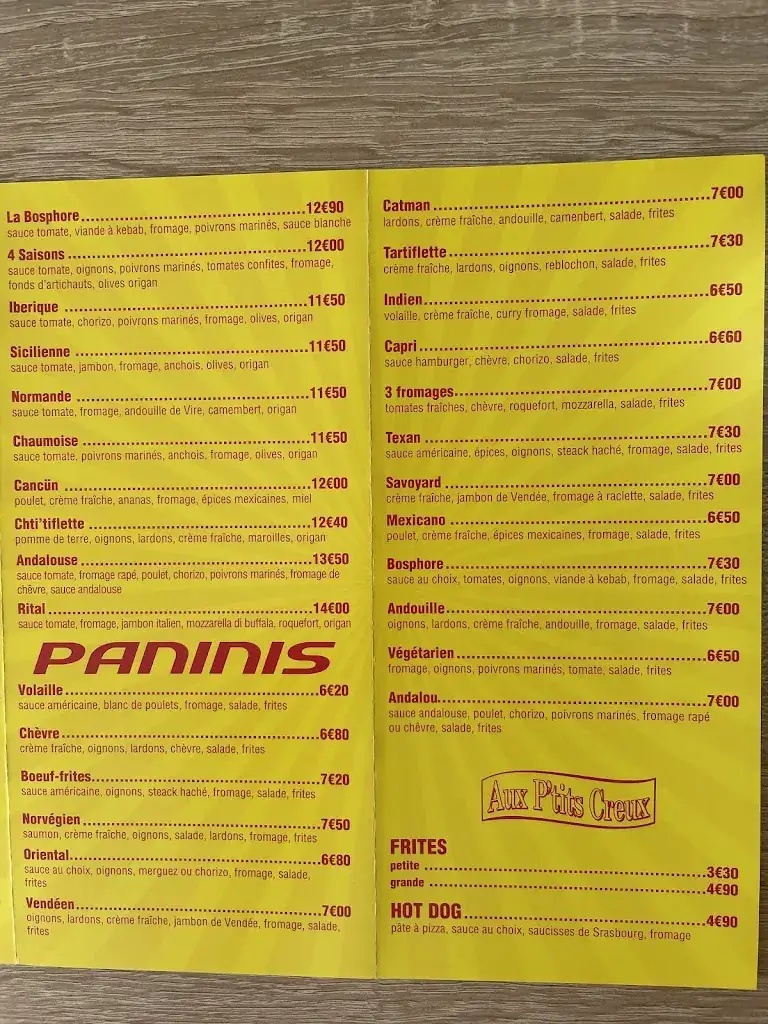 La Bosphore....................12€90
sauce tomate, viande à kebab, fromage, poivrons marinés, sauce blanche
4 Saisons....................12€00
sauce tomate, oignons, poivrons marinés, tomates confites, fromage,
fonds d'artichauts, olives origan
Iberique....................11€50
sauce tomate, chorizo, poivrons marinés, fromage, olives, origan
Sicilienne....................11€50
sauce tomate, jambon, fromage, anchois, olives, origan
Normande....................11€50
sauce tomate, fromage, andouille de Vire, camembert, origan
Chaumoise....................11€50
sauce tomate, poivrons marinés, anchois, fromage, olives, origan
Cancün....................12€00
poulet, crème fraîche, ananas, fromage, épices mexicaines, miel
Chti'tiflette....................12€40
pomme de terre, oignons, lardons, crème fraîche, maroilles, origan
Andalouse....................13€50
sauce tomate, fromage rapé, poulet, chorizo, poivrons marinés, fromage de
chêvre, sauce andalouse
Rital....................14€00
sauce tomate, fromage, jambon italien, mozzarella di buffala, roquefort, origan
PANINIS
Volaille....................6€20
sauce américaine, blanc de poulets, fromage, salade, frites
Chêvre....................6€80
crème fraîche, oignons, lardons, chèvre, salade, frites
Boeuf-frites....................7€20
sauce américaine, oignons, steack haché, fromage, salade, frites
Norvégien....................7€50
saumon, crème fraîche, oignons, salade, lardons, fromage, frites
Oriental....................6€80
sauce au choix, oignons, merguez ou chorizo, fromage, salade,
frites
Vendéen....................7€00
oignons, lardons, crème fraîche, jambon de Vendée, fromage, salade,
frites
Catman....................7€00
lardons, crème fraîche, andouille, camenbert, salade, frites
Tartiflette....................7€30
crème fraîche, lardons, oignons, reblochon, salade, frites
Indien....................6€50
volaille, crème fraîche, curry fromage, salade, frites
Capri....................6€60
sauce hamburger, chèvre, chorizo, salade, frites
3 fromages....................7€00
tomates fraîches, chèvre, roquefort, mozzarella, salade, frites
Texan....................7€30
sauce américaine, épices, oignons, steack haché, fromage, salade, frites
Savoyard....................7€00
crème fraîche, jambon de Vendée, fromage à raclette, salade, frites
Mexicano....................6€50
poulet, crème fraîche, épices mexicaines, fromage, salade, frites
Bosphore....................7€30
sauce au choix, tomates, oignons, viande à kebab, fromage, salade, frites
Andouille....................7€00
oignons, lardons, crème fraîche, andouille, fromage, salade, frites
Végétarien....................6€50
fromage, oignons, poivrons marinés, tomate, salade, frites
Andalou....................7€00
sauce andalouse, poulet, chorizo, poivrons marinés, fromage rapé
ou chêvre, salade, frites
Aux P'tits Creux
FRITES
petite....................3€30
grande....................4€90
HOT DOG....................4€90
pâte à pizza, sauce au choix, saucisses de Srasbourg, fromage